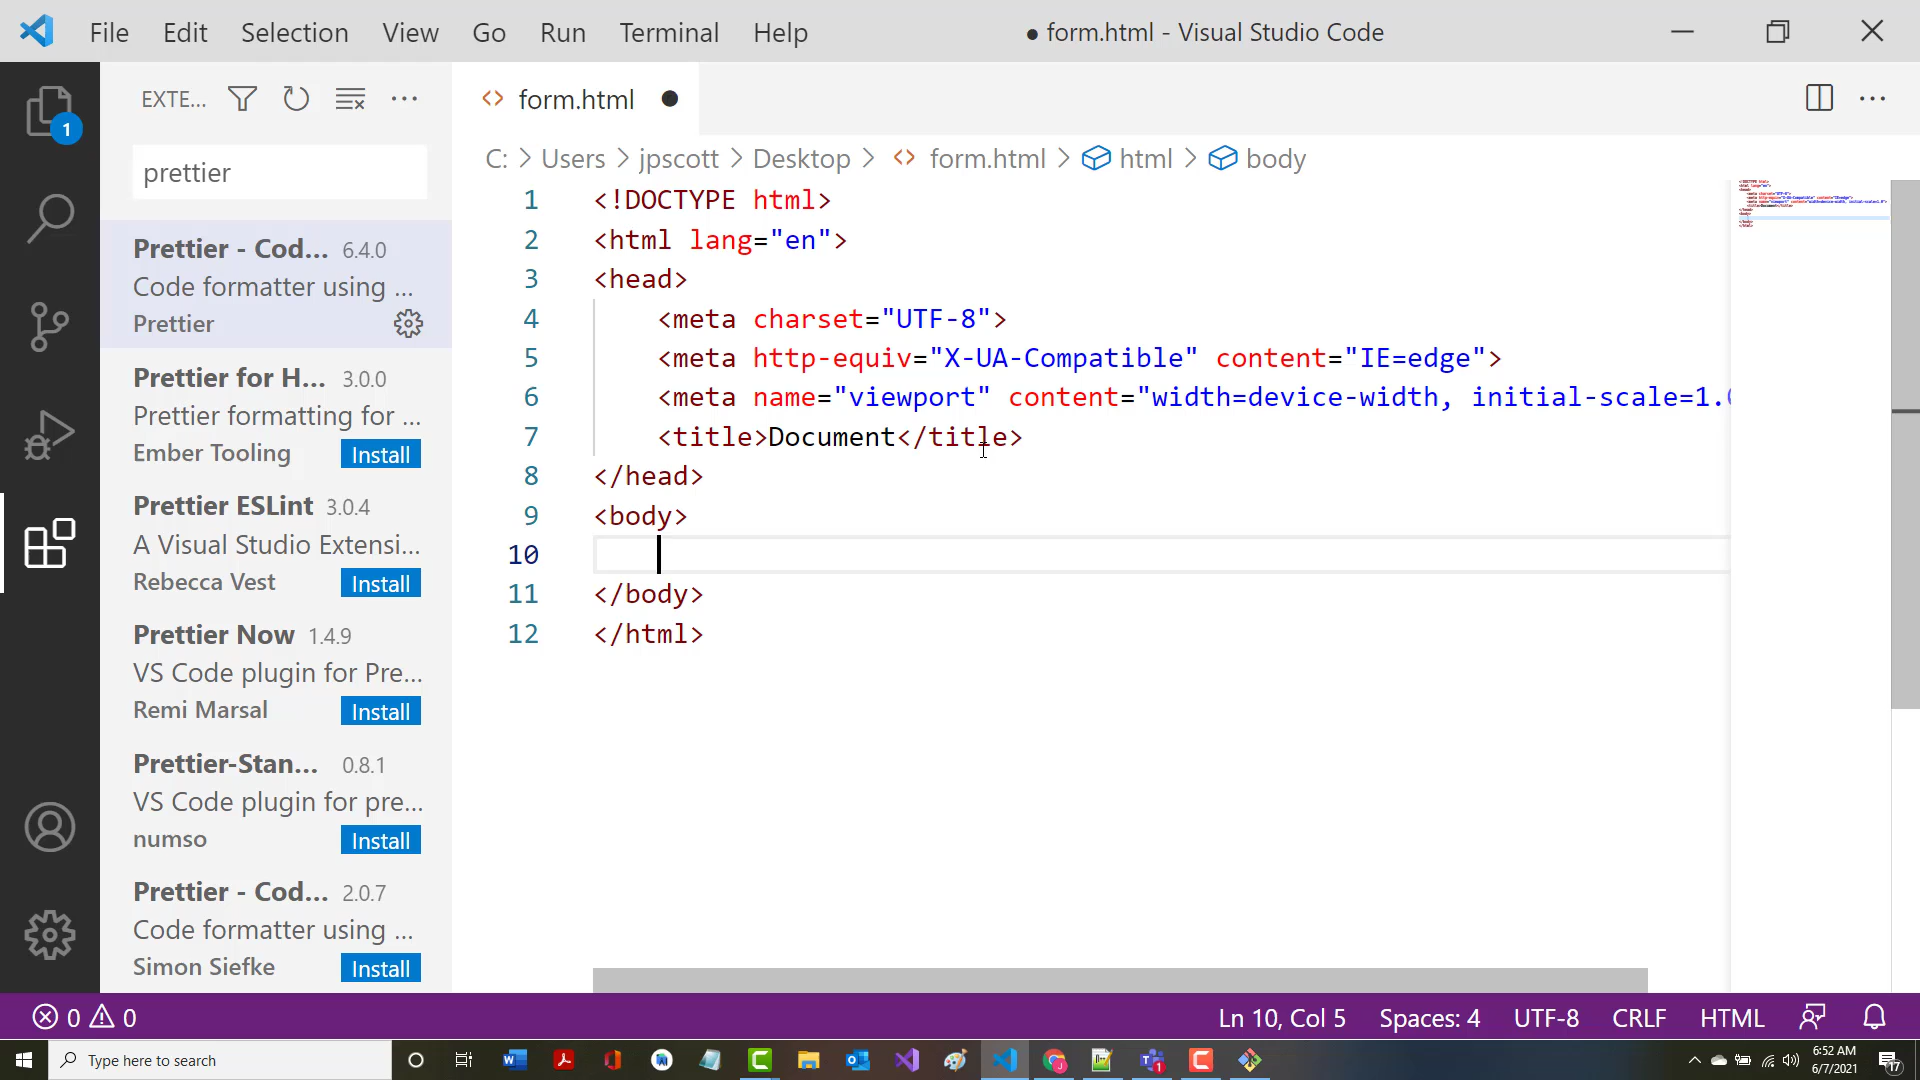 File Edit Selection View Go Run Terminal Help
● form.html - Visual Studio Code
1
EXTE... ···
prettier
Prettier - Cod... 6.4.0
Code formatter using ...
Prettier
Prettier for H... 3.0.0
Prettier formatting for ...
Ember Tooling Install
Prettier ESLint 3.0.4
A Visual Studio Extensi...
Rebecca Vest Install
Prettier Now 1.4.9
VS Code plugin for Pre...
Remi Marsal Install
Prettier-Stan... 0.8.1
VS Code plugin for pre...
numso Install
Prettier - Cod... 2.0.7
Code formatter using ...
Simon Siefke Install
<> form.html ●
C: > Users > jpscott > Desktop > <> form.html > html > body
1 <!DOCTYPE html>
2 <html lang="en">
3 <head>
4 <meta charset="UTF-8">
5 <meta http-equiv="X-UA-Compatible" content="IE=edge">
6 <meta name="viewport" content="width=device-width, initial-scale=1.
7 <title>Document</title>
8 </head>
9 <body>
10
11 </body>
12 </html>
0 0
Ln 10, Col 5 Spaces: 4 UTF-8 CRLF HTML
Type here to search
6:52 AM
6/7/2021
17